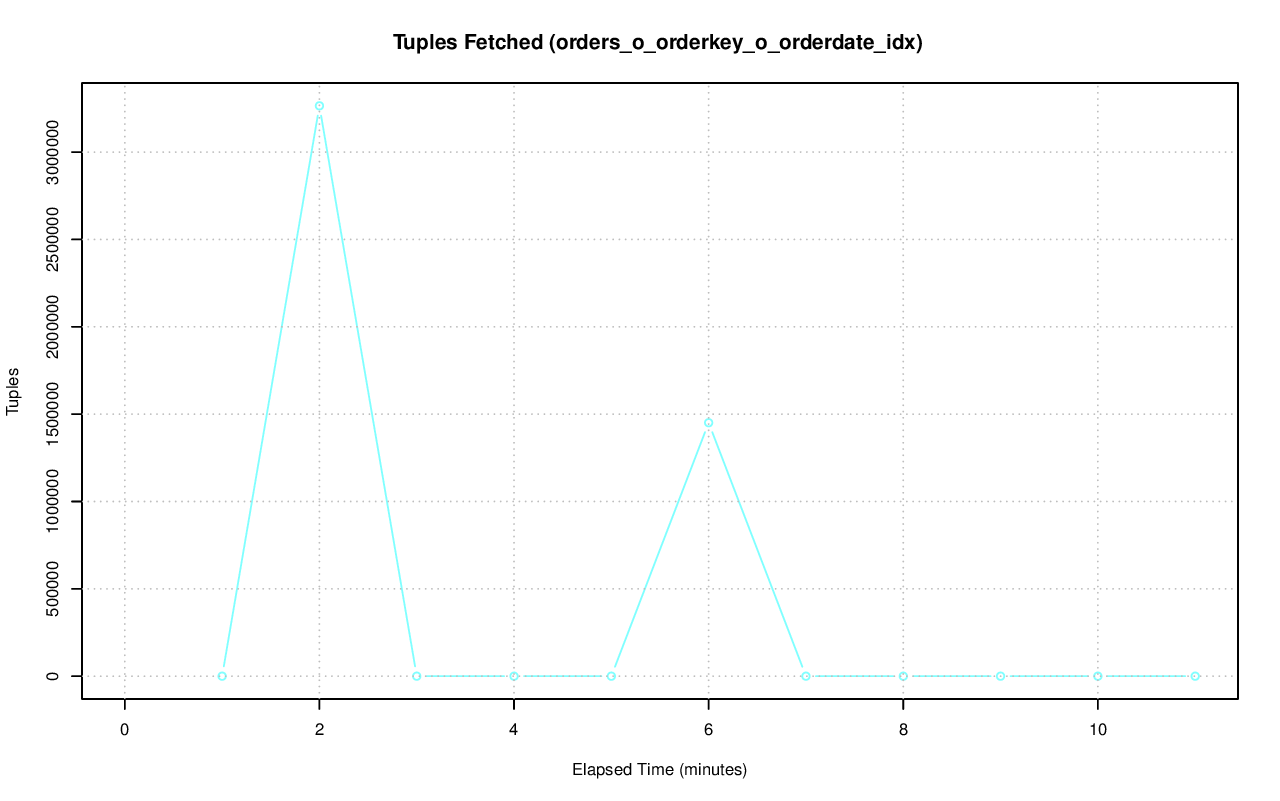 Tuples Fetched (orders_o_orderkey_o_orderdate_idx)
Tuples
3000000
2500000
2000000
1500000
1000000
500000
0
0 2 4 6 8 10
Elapsed Time (minutes)